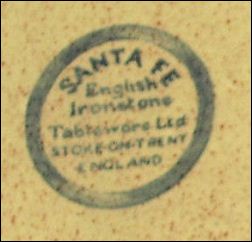 SANTA FE
English
Ironstone
Tableware Ltd
STOKE-ON-TRENT
ENGLAND